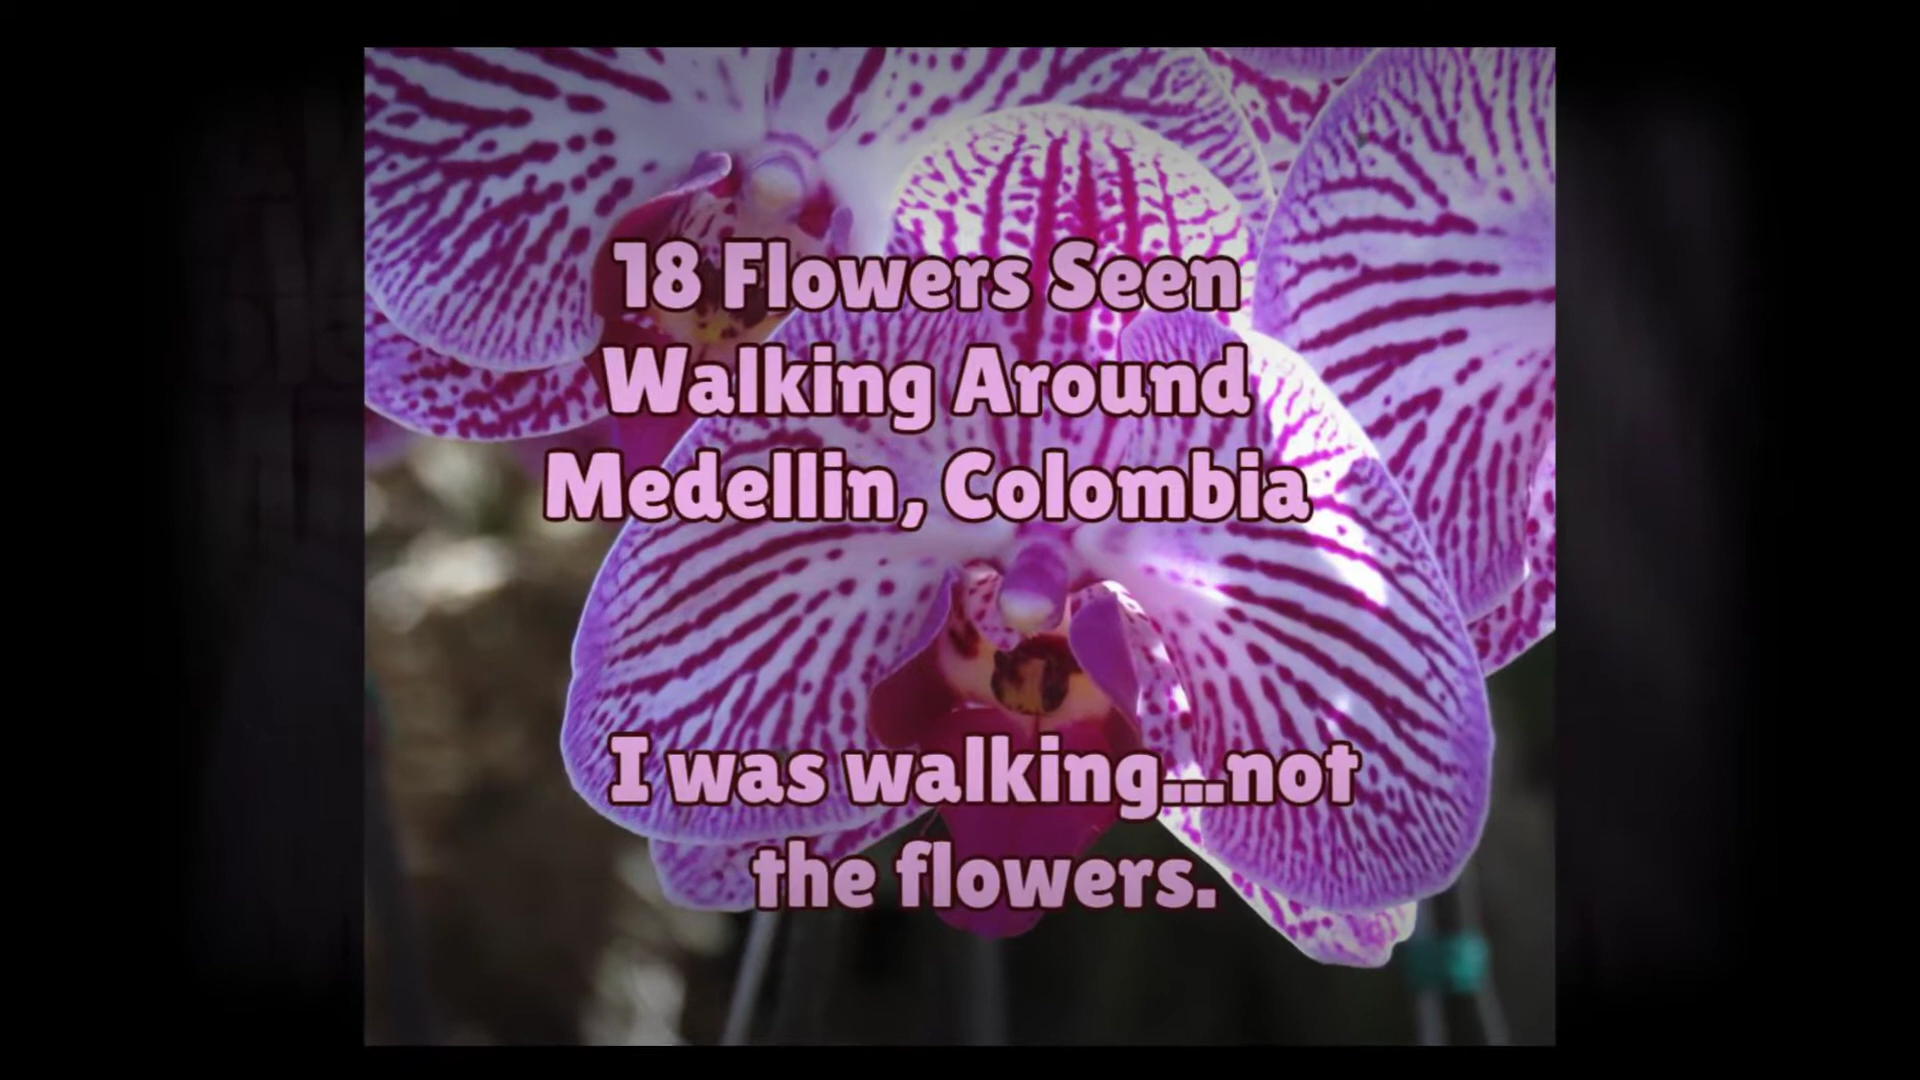 18 Flowers Seen
Walking Around
Medellin, Colombia
I was walking...not
the flowers.